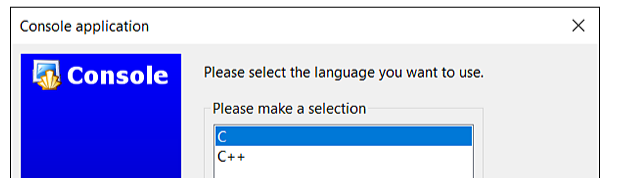 Console application
Console
Please select the language you want to use.
Please make a selection
C
C++